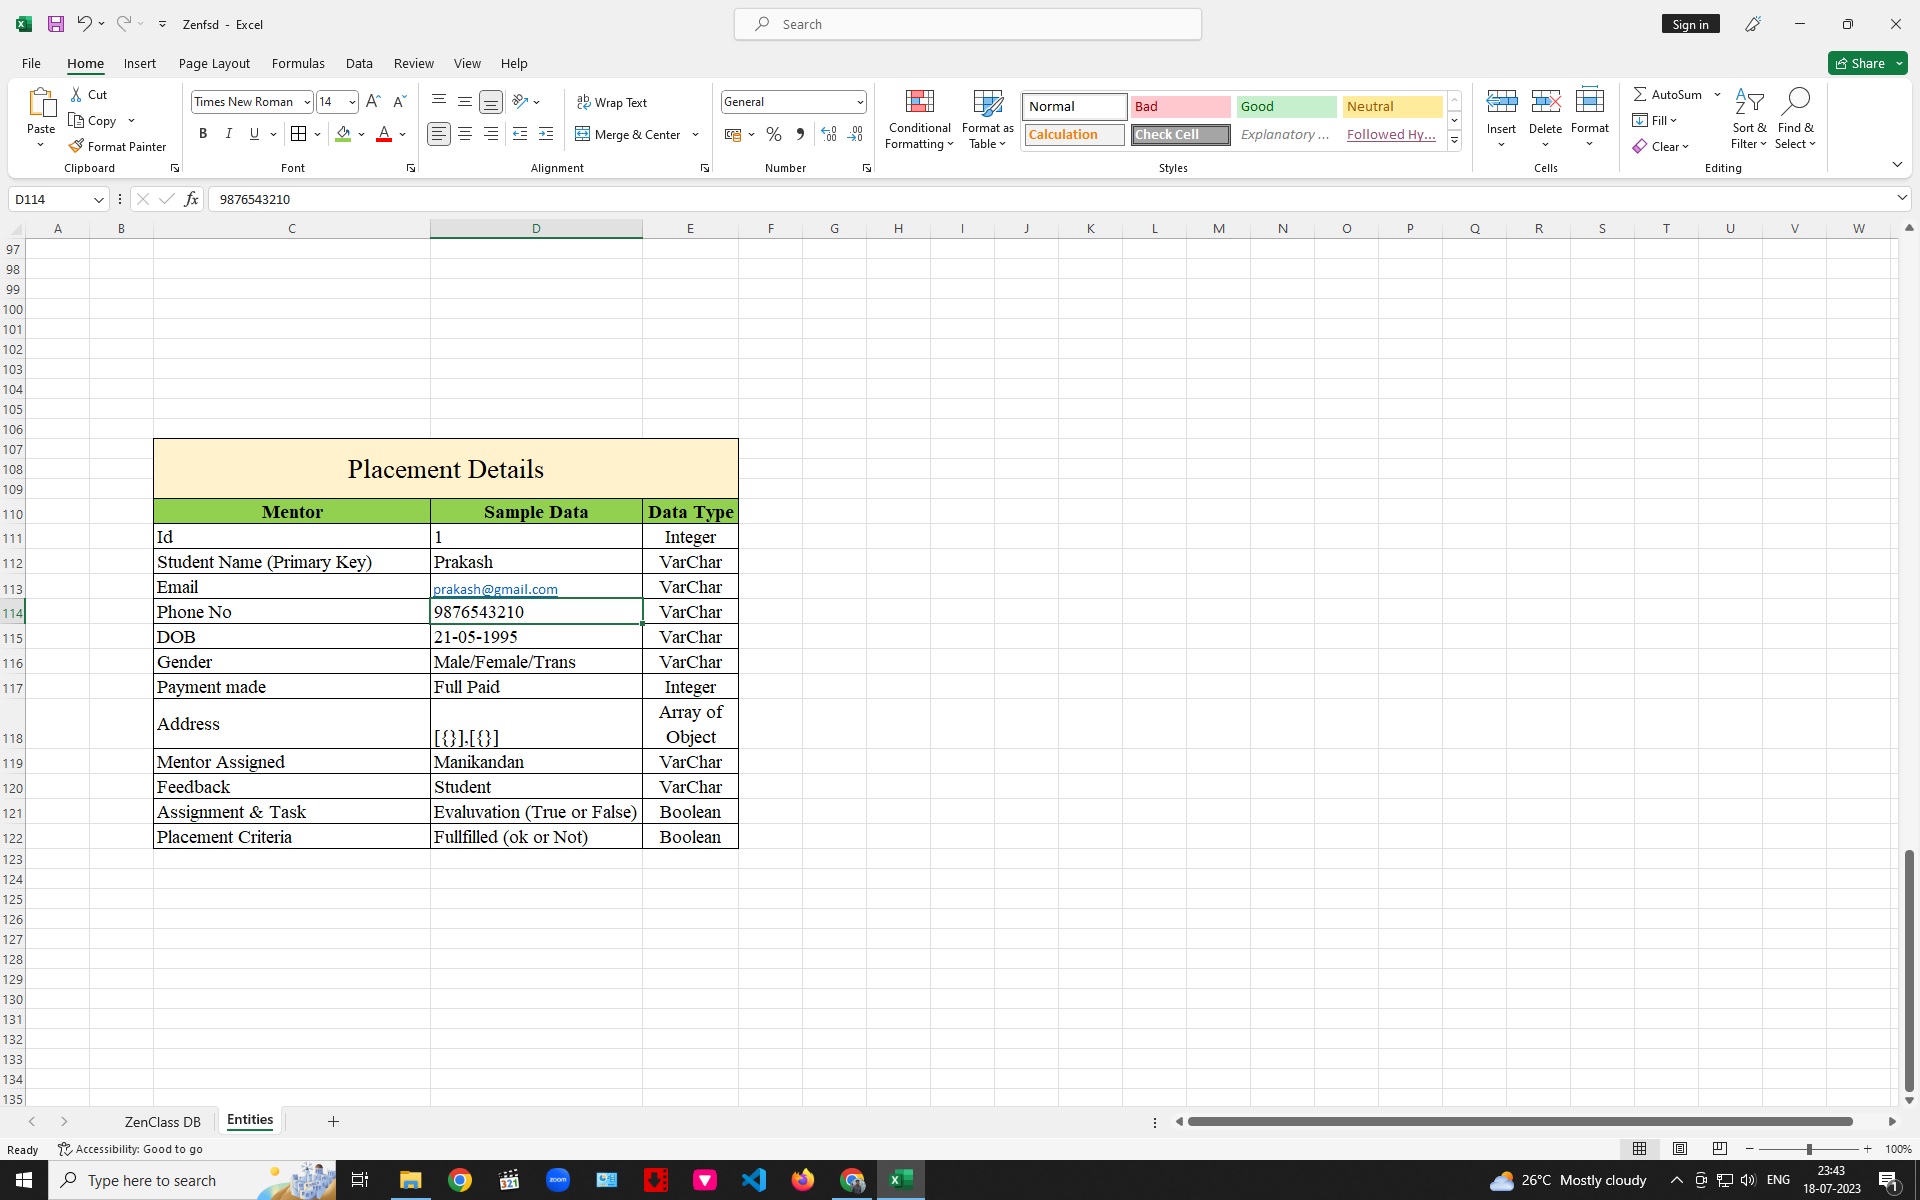 Zenfsd - Excel
Search
Sign in
File Home Insert Page Layout Formulas Data Review View Help
Share
Paste
Cut
Copy
Format Painter
Clipboard
Times New Roman 14
B I U
A
Font
ab Wrap Text
Merge & Center
Alignment
General
% ,
Number
Conditional Formatting
Format as Table
Normal Bad Good Neutral
Calculation Check Cell Explanatory ... Followed Hy...
Styles
Insert Delete Format
Cells
AutoSum
Fill
Clear
Sort & Filter
Find & Select
Editing
D114 fx 9876543210
A B C D E F G H I J K L M N O P Q R S T U V W
97
98
99
100
101
102
103
104
105
106
107
108 Placement Details
109
110 Mentor Sample Data Data Type
111 Id 1 Integer
112 Student Name (Primary Key) Prakash VarChar
113 Email prakash@gmail.com VarChar
114 Phone No 9876543210 VarChar
115 DOB 21-05-1995 VarChar
116 Gender Male/Female/Trans VarChar
117 Payment made Full Paid Integer
118 Address [{}],[{}] Array of Object
119 Mentor Assigned Manikandan VarChar
120 Feedback Student VarChar
121 Assignment & Task Evaluvation (True or False) Boolean
122 Placement Criteria Fullfilled (ok or Not) Boolean
123
124
125
126
127
128
129
130
131
132
133
134
135
ZenClass DB Entities
Ready Accessibility: Good to go 100%
Type here to search
321
zoom
26°C Mostly cloudy
ENG
23:43
18-07-2023
1